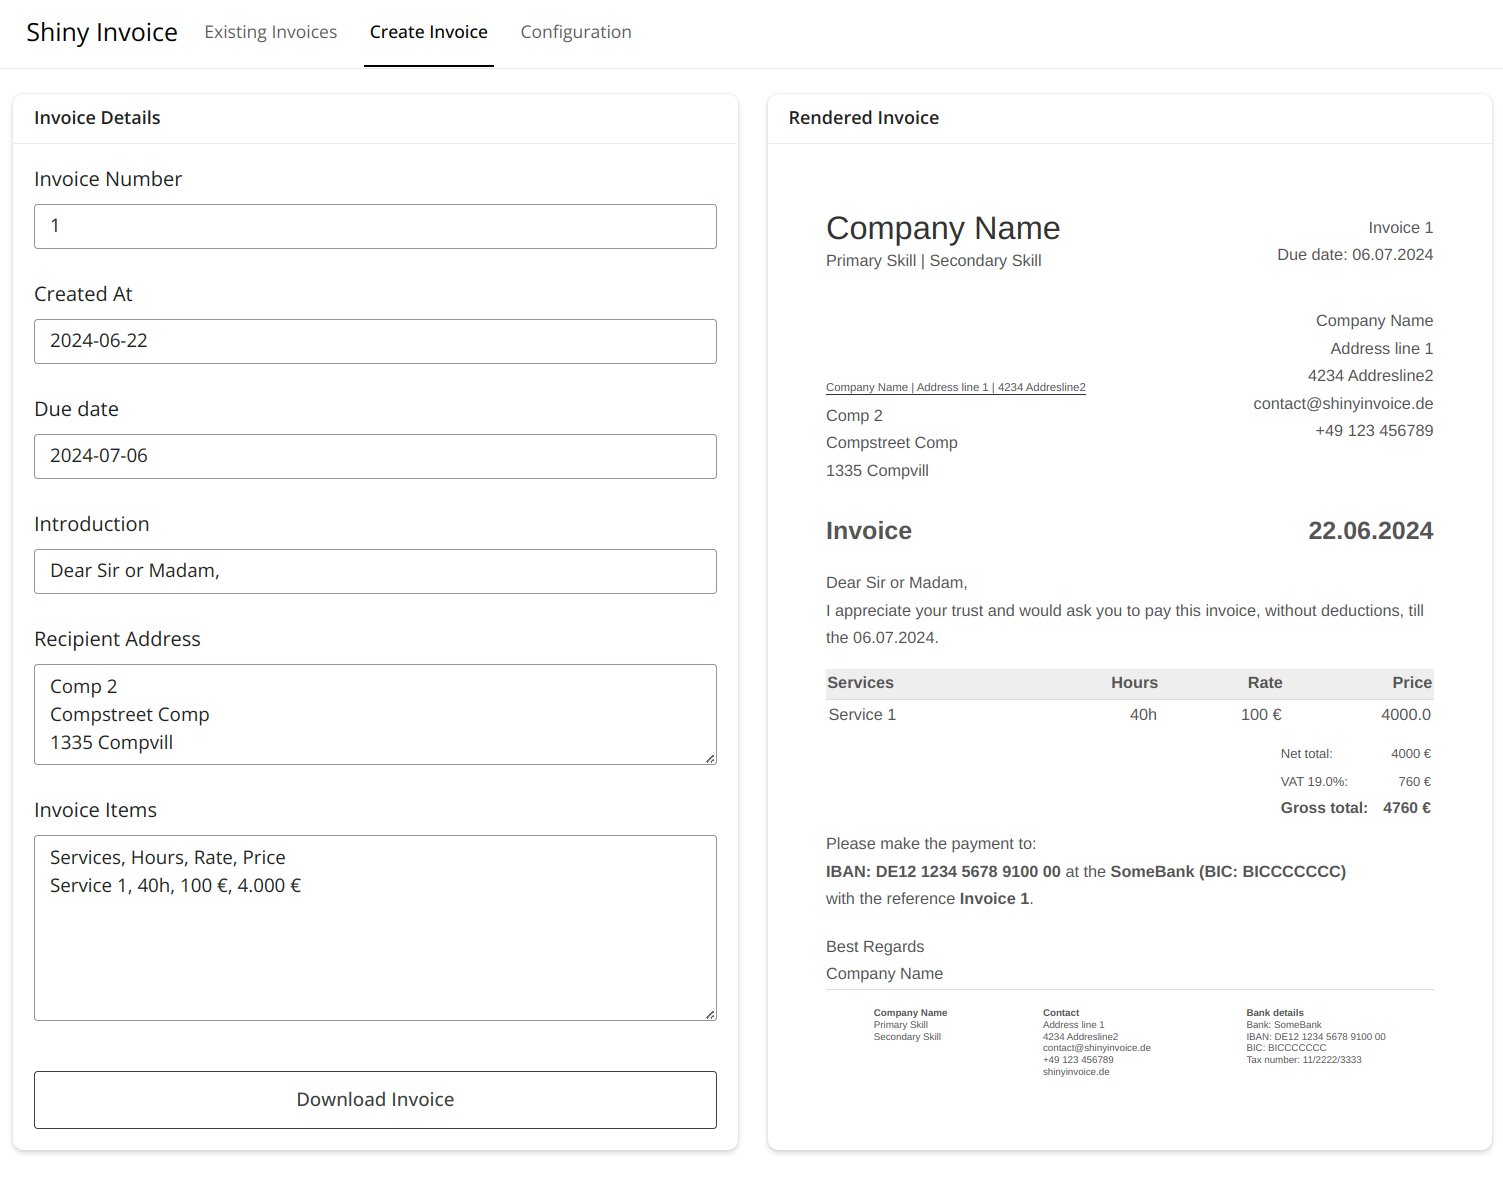 Shiny Invoice Existing Invoices Create Invoice Configuration
Invoice Details
Invoice Number
1
Created At
2024-06-22
Due date
2024-07-06
Introduction
Dear Sir or Madam,
Recipient Address
Comp 2
Compstreet Comp
1335 Compvill
Invoice Items
Services, Hours, Rate, Price
Service 1, 40h, 100 €, 4.000 €
Download Invoice
Rendered Invoice
Company Name
Primary Skill | Secondary Skill
Invoice 1
Due date: 06.07.2024
Company Name
Address line 1
4234 Addresline2
contact@shinyinvoice.de
+49 123 456789
Company Name | Address line 1 | 4234 Addresline2
Comp 2
Compstreet Comp
1335 Compvill
Invoice 22.06.2024
Dear Sir or Madam,
I appreciate your trust and would ask you to pay this invoice, without deductions, till
the 06.07.2024.
Services Hours Rate Price
Service 1 40h 100 € 4000.0
Net total: 4000 €
VAT 19.0%: 760 €
Gross total: 4760 €
Please make the payment to:
IBAN: DE12 1234 5678 9100 00 at the SomeBank (BIC: BICCCCCCC)
with the reference Invoice 1.
Best Regards
Company Name
Company Name
Primary Skill
Secondary Skill
Contact
Address line 1
4234 Addresline2
contact@shinyinvoice.de
+49 123 456789
shinyinvoice.de
Bank details
Bank: SomeBank
IBAN: DE12 1234 5678 9100 00
BIC: BICCCCCCC
Tax number: 11/2222/3333